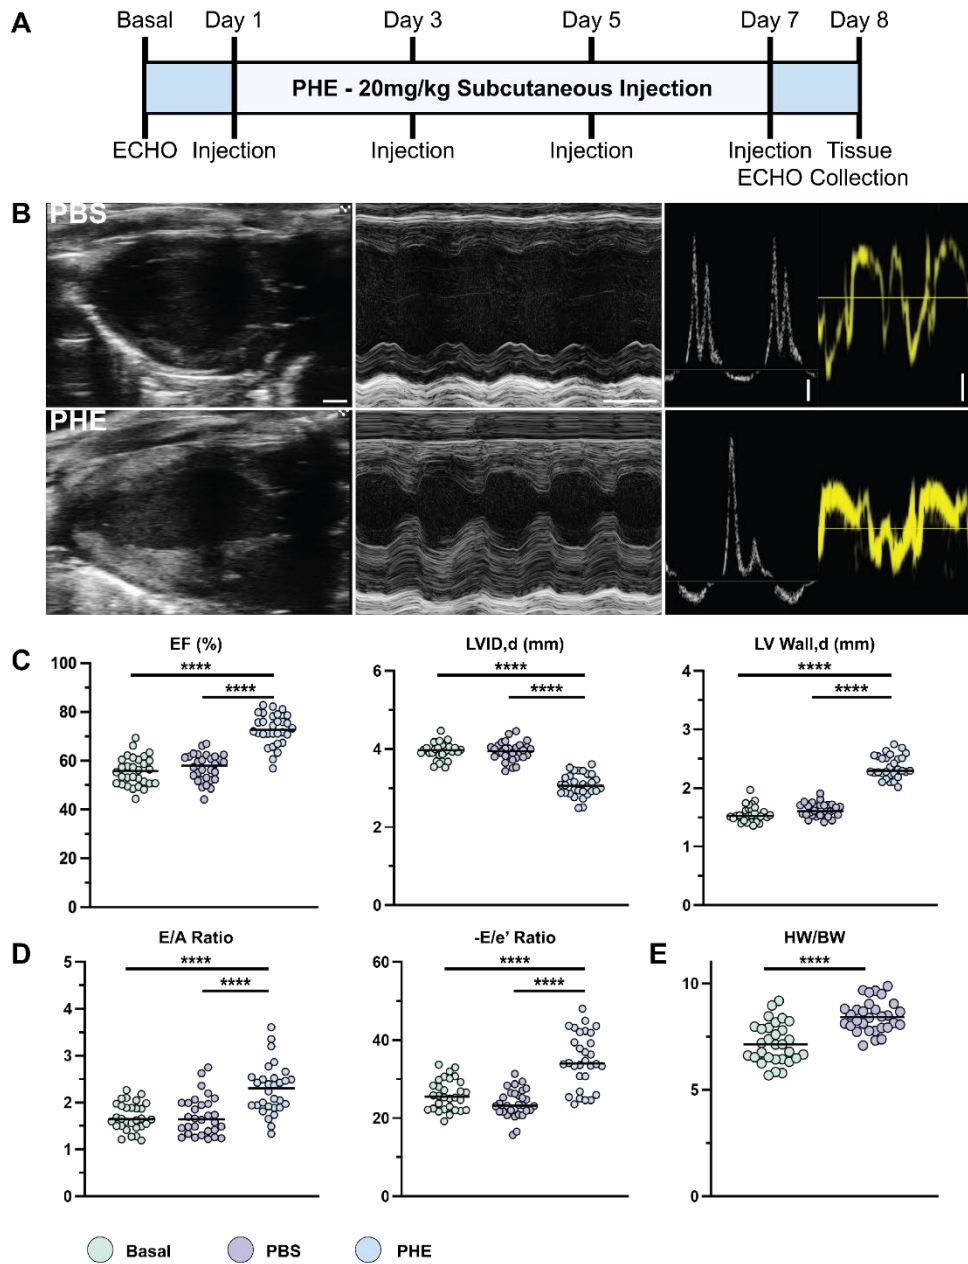 A
Basal Day 1 Day 3 Day 5 Day 7 Day 8
PHE - 20mg/kg Subcutaneous Injection
ECHO Injection Injection Injection Injection Tissue
ECHO Collection
B
PBS
PHE
C
EF (%)
****
****
100
80
60
40
20
0
LVID,d (mm)
****
****
6
4
2
0
LV Wall,d (mm)
****
****
4
3
2
1
0
D
E/A Ratio
****
****
5
4
3
2
1
0
-E/e' Ratio
****
****
60
40
20
0
E
HW/BW
****
10
5
0
Basal PBS PHE